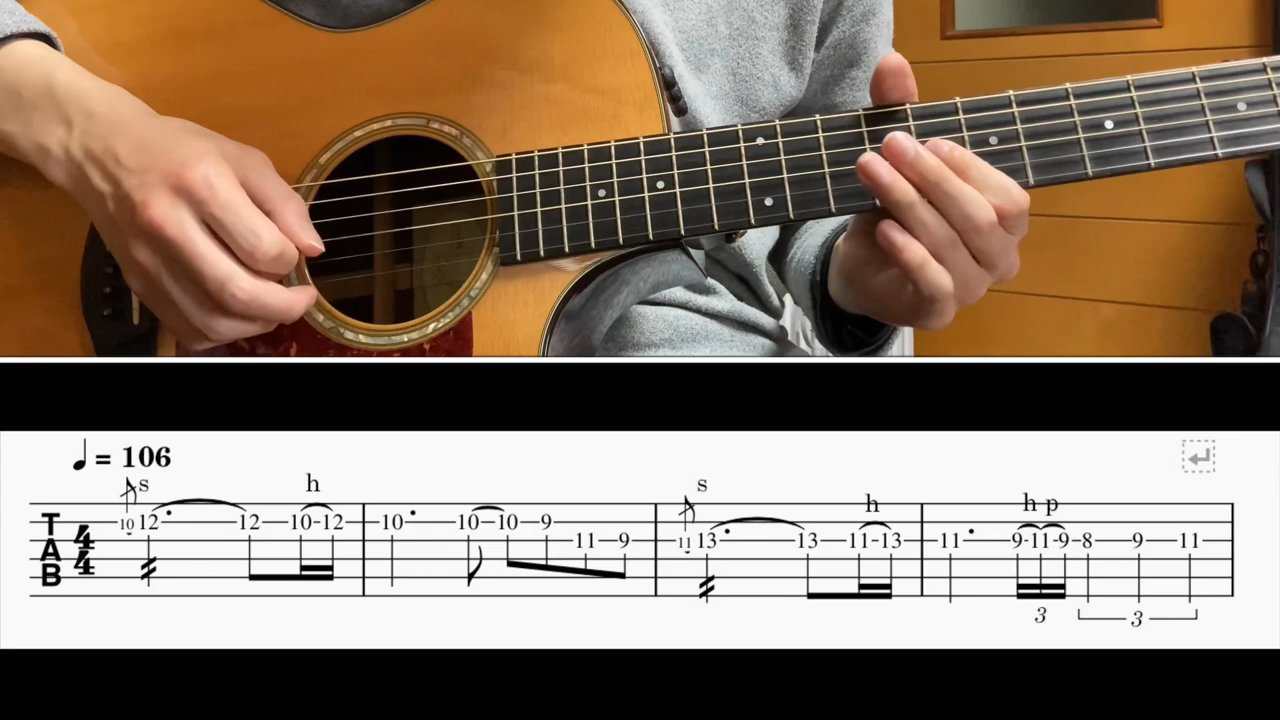 ♩ = 106
s h s h h p
T A B 4 4 10 12 12 10 12 10 10 10 9 11 9 11 13 13 11 13 11 9 11 9 8 9 11
3 3